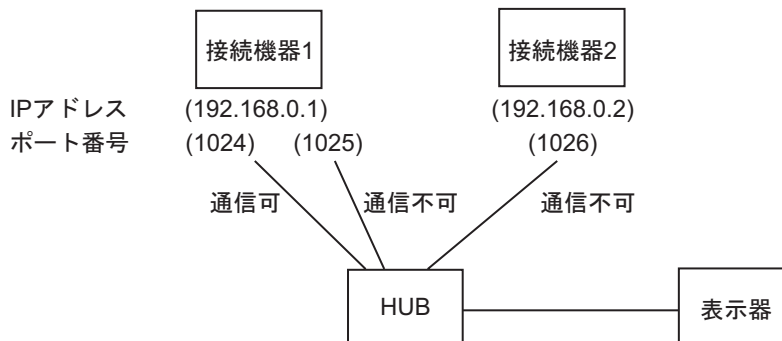 接続機器1 接続機器2
IPアドレス (192.168.0.1) (192.168.0.2)
ポート番号 (1024) (1025) (1026)
通信可 通信不可 通信不可
HUB 表示器